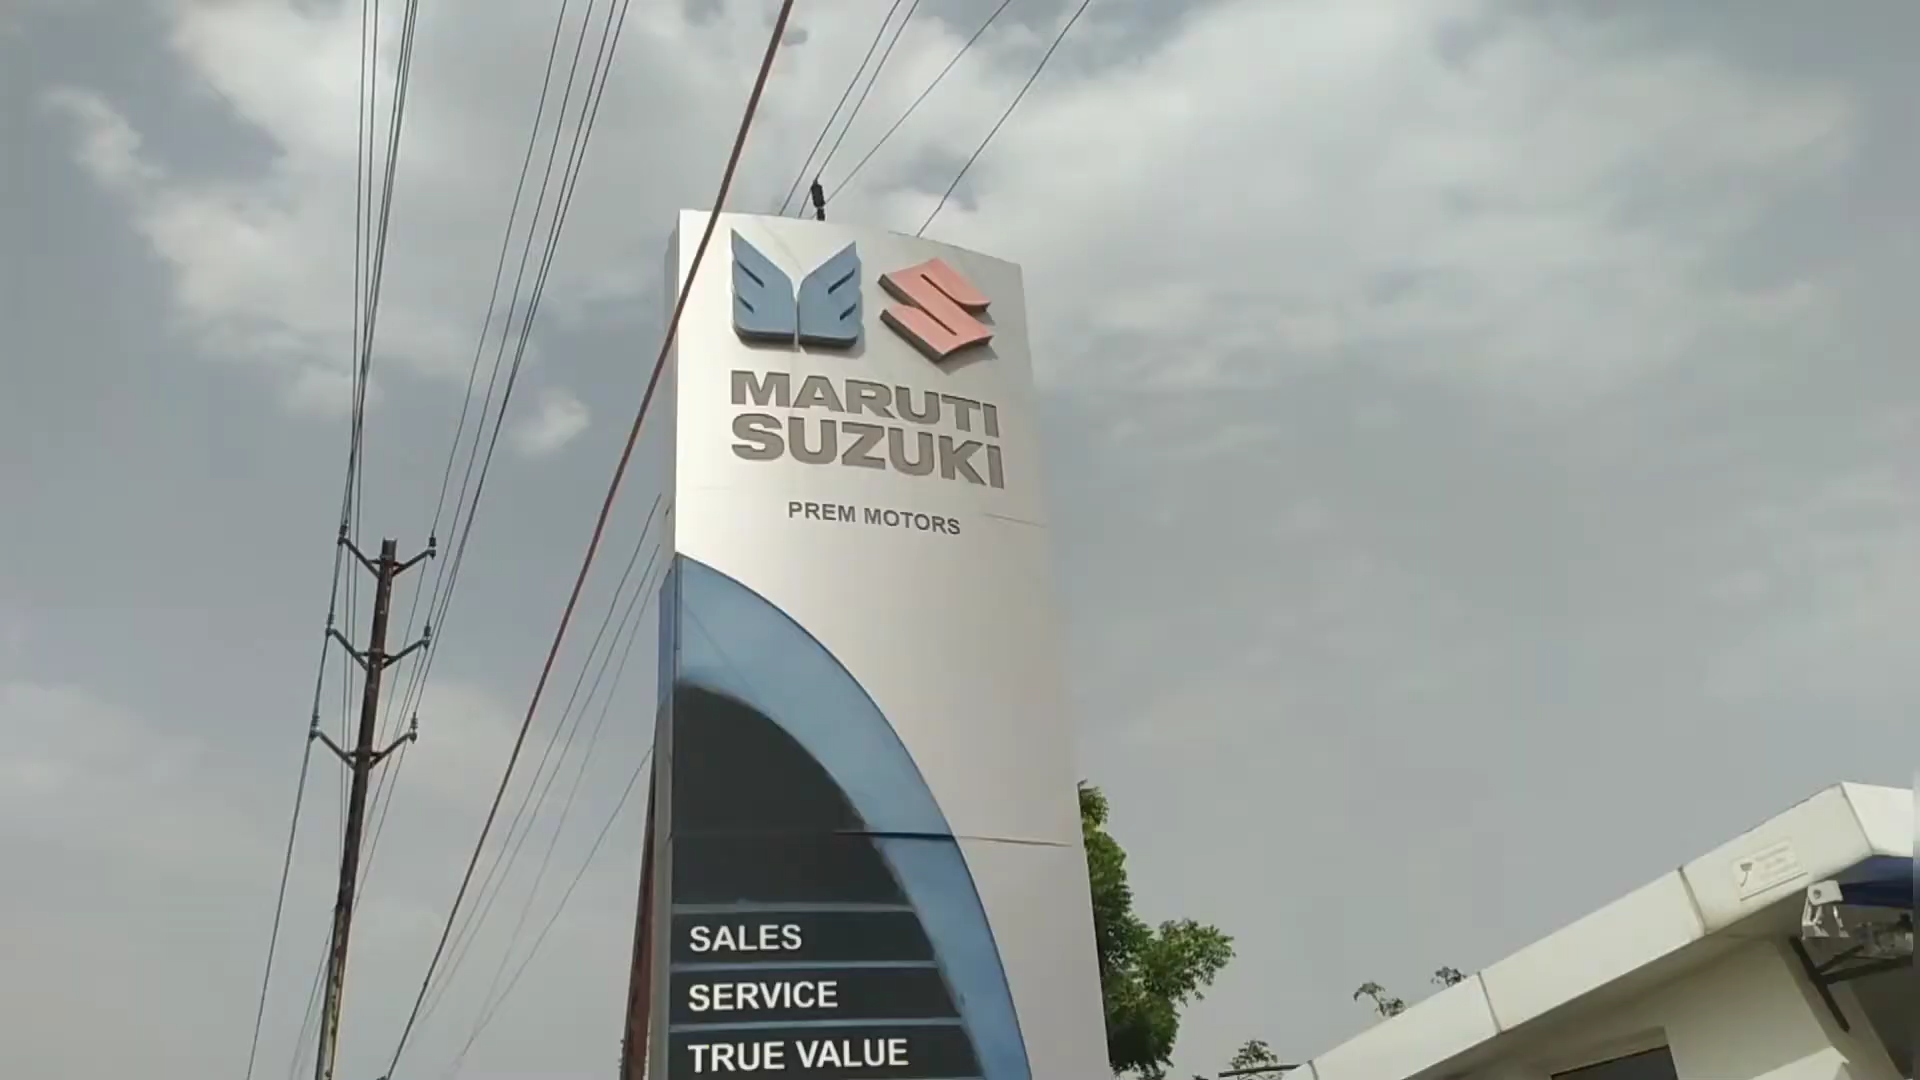 MARUTI
SUZUKI
PREM MOTORS
SALES
SERVICE
TRUE VALUE